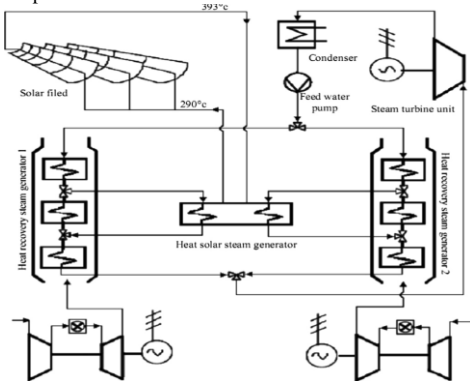 393°c
Condenser
Solar filed
290°c
Feed water
pump
Steam turbine unit
Heat recovery steam generator 1
Heat recovery steam generator 2
Heat solar steam generator